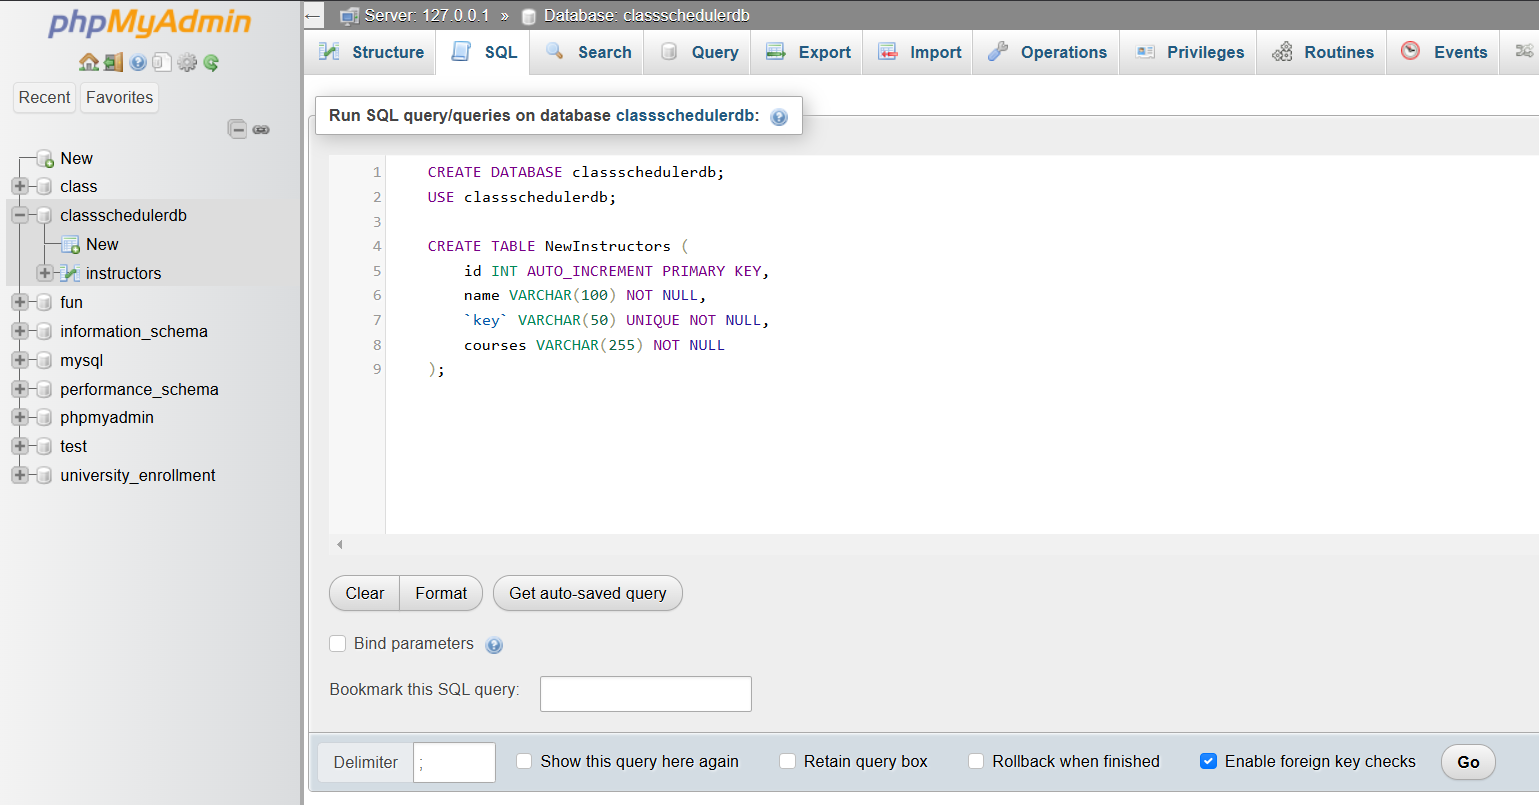 phpMyAdmin
Recent Favorites
New
class
classschedulerdb
New
instructors
fun
information_schema
mysql
performance_schema
phpmyadmin
test
university_enrollment
← Server: 127.0.0.1 » Database: classschedulerdb
Structure SQL Search Query Export Import Operations Privileges Routines Events
Run SQL query/queries on database classschedulerdb:
1 CREATE DATABASE classschedulerdb;
2 USE classschedulerdb;
3
4 CREATE TABLE NewInstructors (
5 id INT AUTO_INCREMENT PRIMARY KEY,
6 name VARCHAR(100) NOT NULL,
7 `key` VARCHAR(50) UNIQUE NOT NULL,
8 courses VARCHAR(255) NOT NULL
9 );
Clear Format Get auto-saved query
Bind parameters
Bookmark this SQL query:
Delimiter ; Show this query here again Retain query box Rollback when finished Enable foreign key checks Go